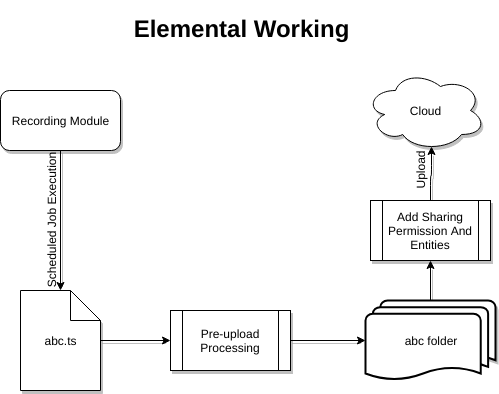 Elemental Working
Recording Module
Cloud
Scheduled Job Execution
Upload
Add Sharing
Permission And
Entities
abc.ts
Pre-upload
Processing
abc folder